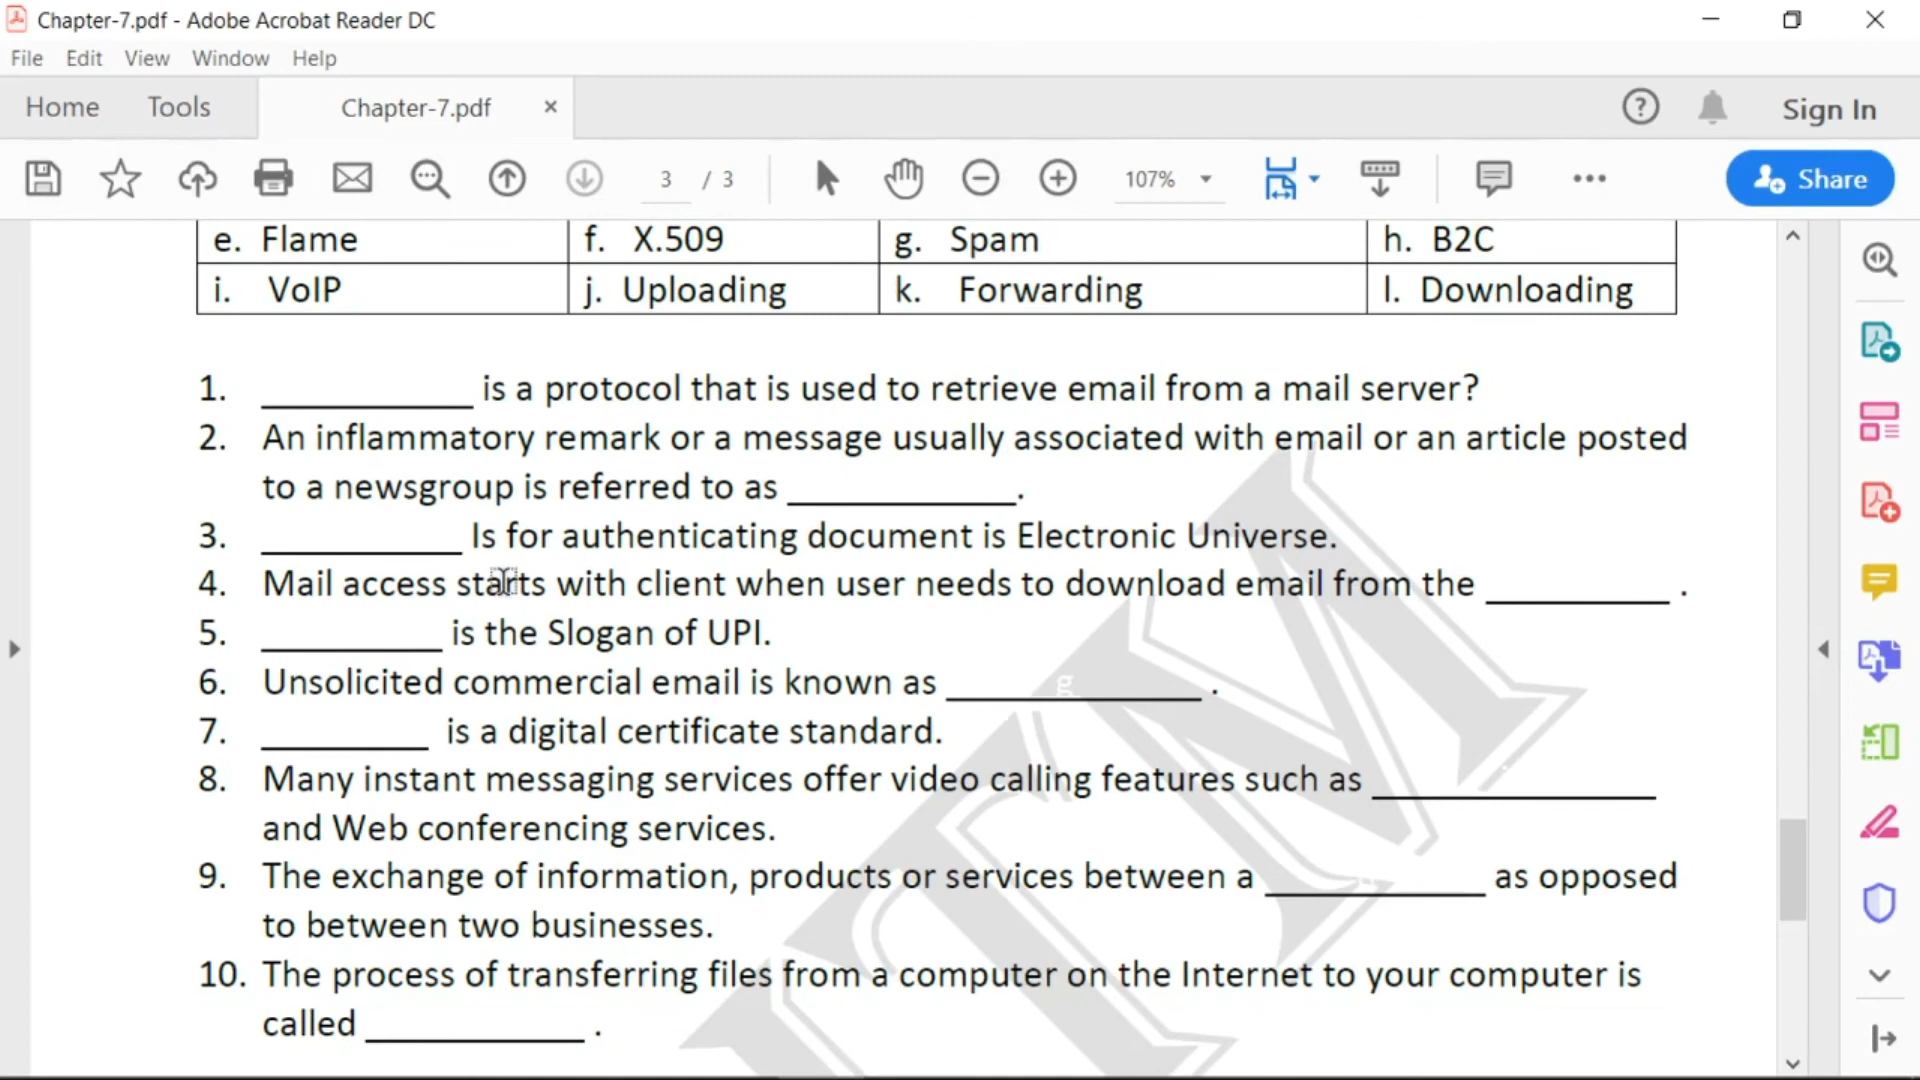 Chapter-7.pdf - Adobe Acrobat Reader DC
File Edit View Window Help
Home Tools Chapter-7.pdf × ? Sign In
3 / 3 107% Share
e. Flame f. X.509 g. Spam h. B2C
i. VoIP j. Uploading k. Forwarding l. Downloading
1. ___________ is a protocol that is used to retrieve email from a mail server?
2. An inflammatory remark or a message usually associated with email or an article posted
to a newsgroup is referred to as ____________.
3. ___________ Is for authenticating document is Electronic Universe.
4. Mail access starts with client when user needs to download email from the __________ .
5. __________ is the Slogan of UPI.
6. Unsolicited commercial email is known as ______________ .
g.
7. _________ is a digital certificate standard.
8. Many instant messaging services offer video calling features such as _______________
and Web conferencing services.
9. The exchange of information, products or services between a ____________ as opposed
to between two businesses.
10. The process of transferring files from a computer on the Internet to your computer is
called ____________ .
TM